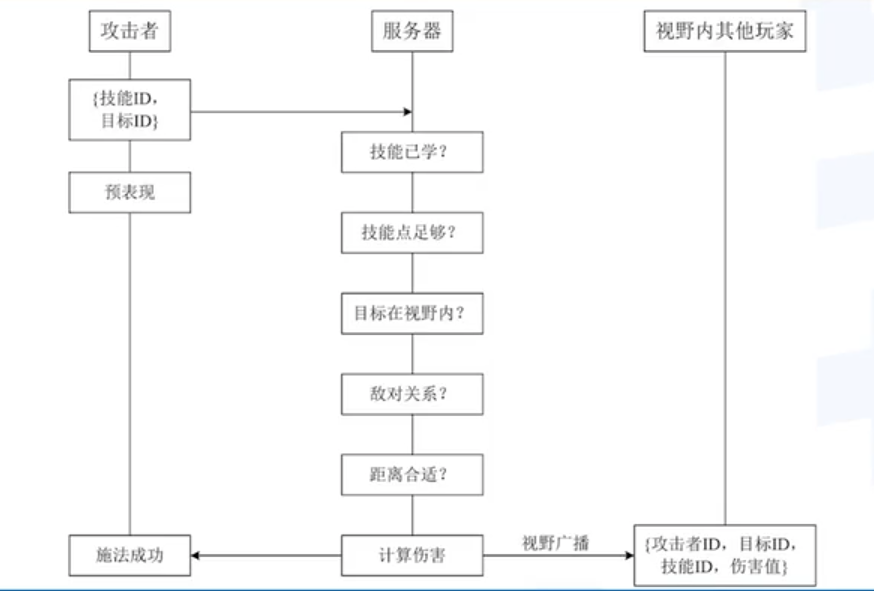 攻击者
服务器
视野内其他玩家
{技能ID，
目标ID}
技能已学？
预表现
技能点足够？
目标在视野内？
敌对关系？
距离合适？
施法成功
计算伤害
视野广播
{攻击者ID，目标ID，
技能ID，伤害值}